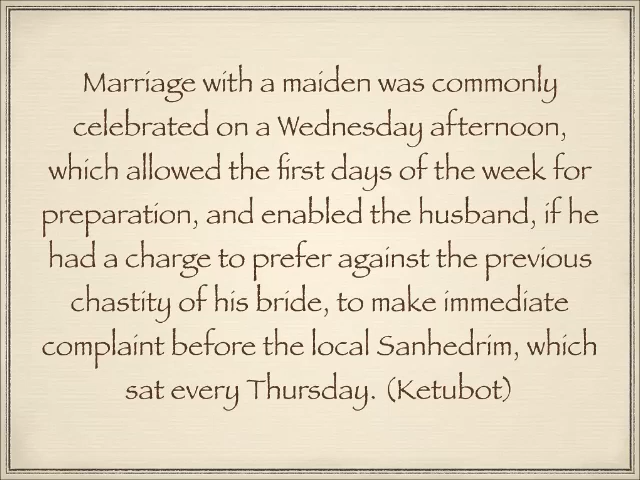 Marriage with a maiden was commonly
celebrated on a Wednesday afternoon,
which allowed the first days of the week for
preparation, and enabled the husband, if he
had a charge to prefer against the previous
chastity of his bride, to make immediate
complaint before the local Sanhedrim, which
sat every Thursday. (Ketubot)